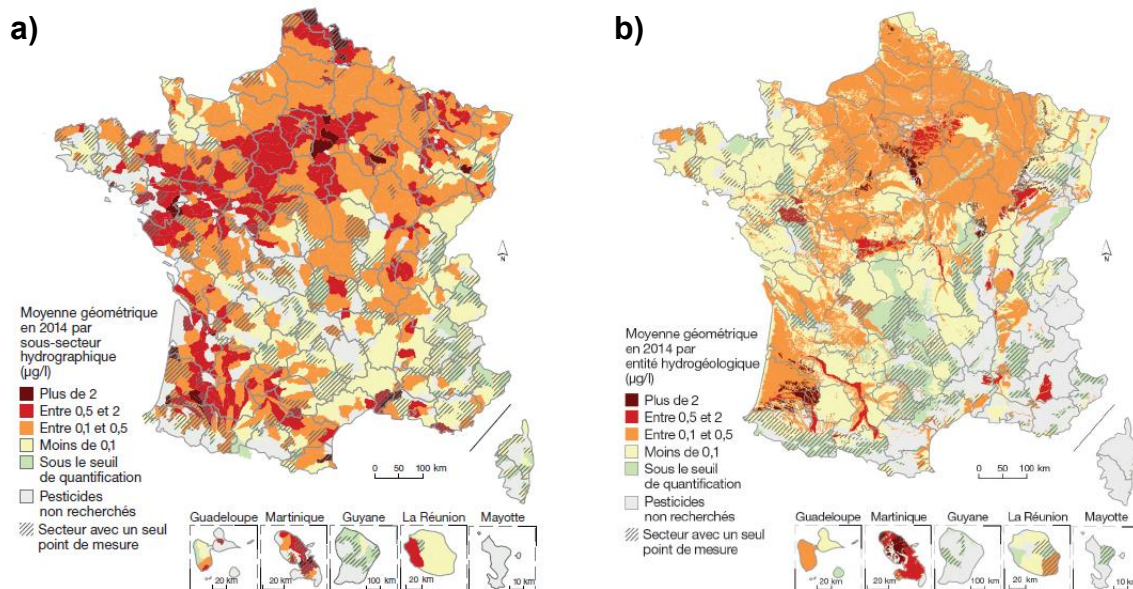 a)
Moyenne géométrique
en 2014 par
sous-secteur
hydrographique
(µg/l)
Plus de 2
Entre 0,5 et 2
Entre 0,1 et 0,5
Moins de 0,1
Sous le seuil
de quantification
Pesticides
non recherchés
Secteur avec un seul
point de mesure
N
0 50 100 km
Guadeloupe
Martinique
Guyane
La Réunion
Mayotte
20 km
20 km
100 km
20 km
10 km
b)
Moyenne géométrique
en 2014 par
entité hydrogéologique
(µg/l)
Plus de 2
Entre 0,5 et 2
Entre 0,1 et 0,5
Moins de 0,1
Sous le seuil
de quantification
Pesticides
non recherchés
Secteur avec un seul
point de mesure
N
0 50 100 km
Guadeloupe
Martinique
Guyane
La Réunion
Mayotte
20 km
20 km
100 km
20 km
10 km